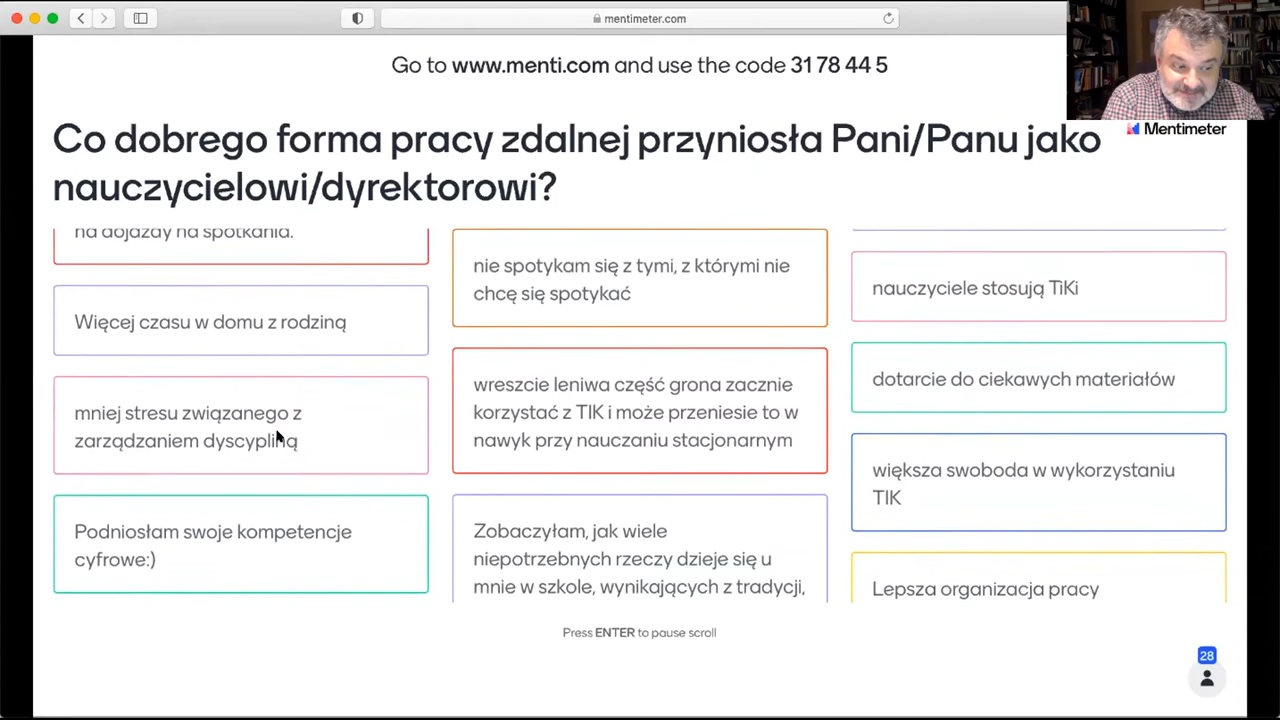 mentimeter.com
Go to www.menti.com and use the code 31 78 44 5
Mentimeter
Co dobrego forma pracy zdalnej przyniosła Pani/Panu jako
nauczycielowi/dyrektorowi?
na dojazdy na spotkania.
Więcej czasu w domu z rodziną
mniej stresu związanego z
zarządzaniem dyscypliną
Podniosłam swoje kompetencje
cyfrowe:)
nie spotykam się z tymi, z którymi nie
chcę się spotykać
wreszcie leniwa część grona zacznie
korzystać z TIK i może przeniesie to w
nawyk przy nauczaniu stacjonarnym
Zobaczyłam, jak wiele
niepotrzebnych rzeczy dzieje się u
mnie w szkole, wynikających z tradycji,
nauczyciele stosują TiKi
dotarcie do ciekawych materiałów
większa swoboda w wykorzystaniu
TIK
Lepsza organizacja pracy
Press ENTER to pause scroll
28